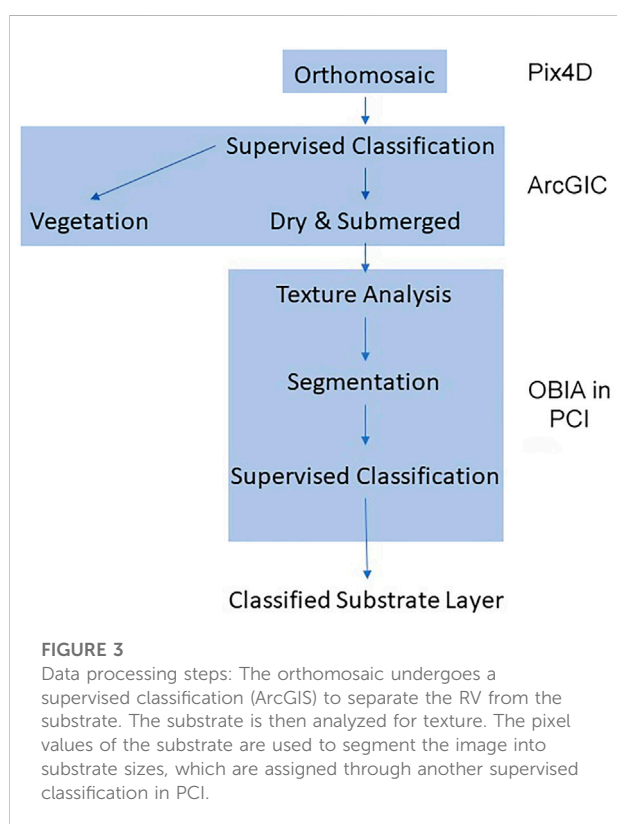 Orthomosaic
Pix4D
Supervised Classification
ArcGIC
Vegetation
Dry & Submerged
Texture Analysis
Segmentation
OBIA in
PCI
Supervised Classification
Classified Substrate Layer
FIGURE 3
Data processing steps: The orthomosaic undergoes a
supervised classification (ArcGIS) to separate the RV from the
substrate. The substrate is then analyzed for texture. The pixel
values of the substrate are used to segment the image into
substrate sizes, which are assigned through another supervised
classification in PCI.